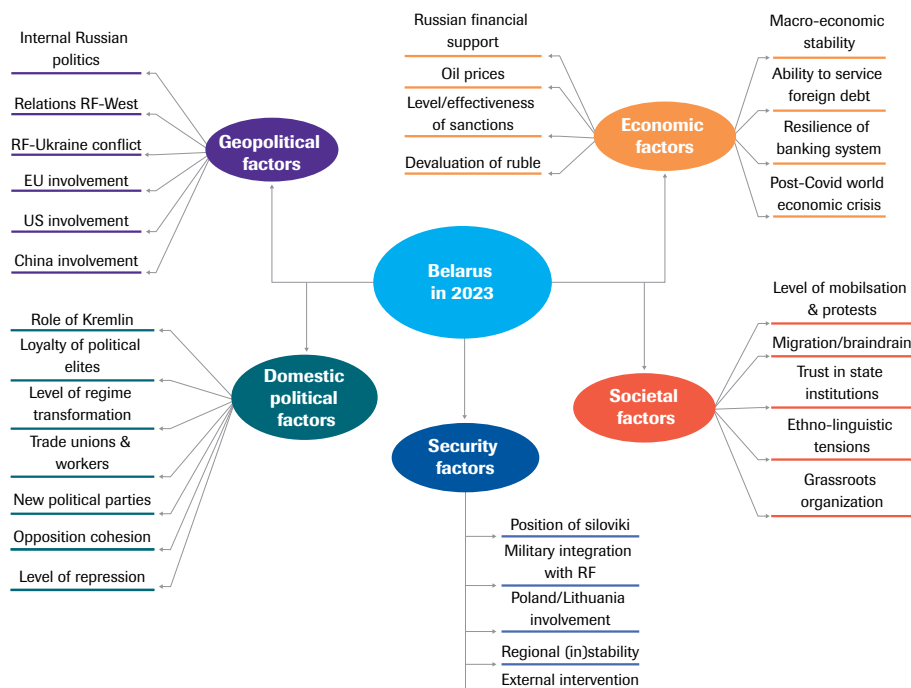 Internal Russian
politics
Relations RF-West
RF-Ukraine conflict
EU involvement
US involvement
China involvement
Geopolitical
factors
Russian financial
support
Oil prices
Level/effectiveness
of sanctions
Devaluation of ruble
Economic
factors
Macro-economic
stability
Ability to service
foreign debt
Resilience of
banking system
Post-Covid world
economic crisis
Belarus
in 2023
Role of Kremlin
Loyalty of political
elites
Level of regime
transformation
Trade unions &
workers
New political parties
Opposition cohesion
Level of repression
Domestic
political
factors
Security
factors
Position of siloviki
Military integration
with RF
Poland/Lithuania
involvement
Regional (in)stability
External intervention
Societal
factors
Level of mobilsation
& protests
Migration/braindrain
Trust in state
institutions
Ethno-linguistic
tensions
Grassroots
organization